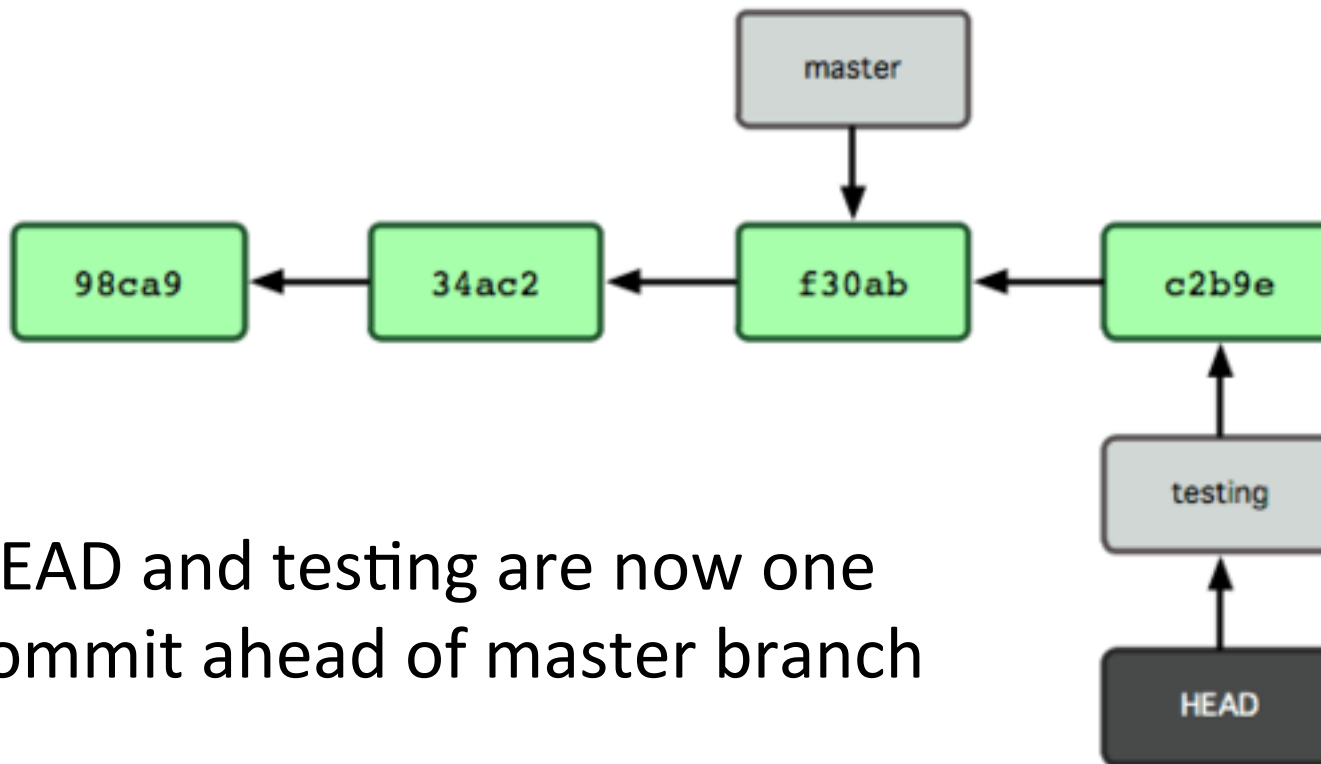 master
98ca9
34ac2
f30ab
c2b9e
testing
EAD and testing are now one
ommit ahead of master branch
HEAD